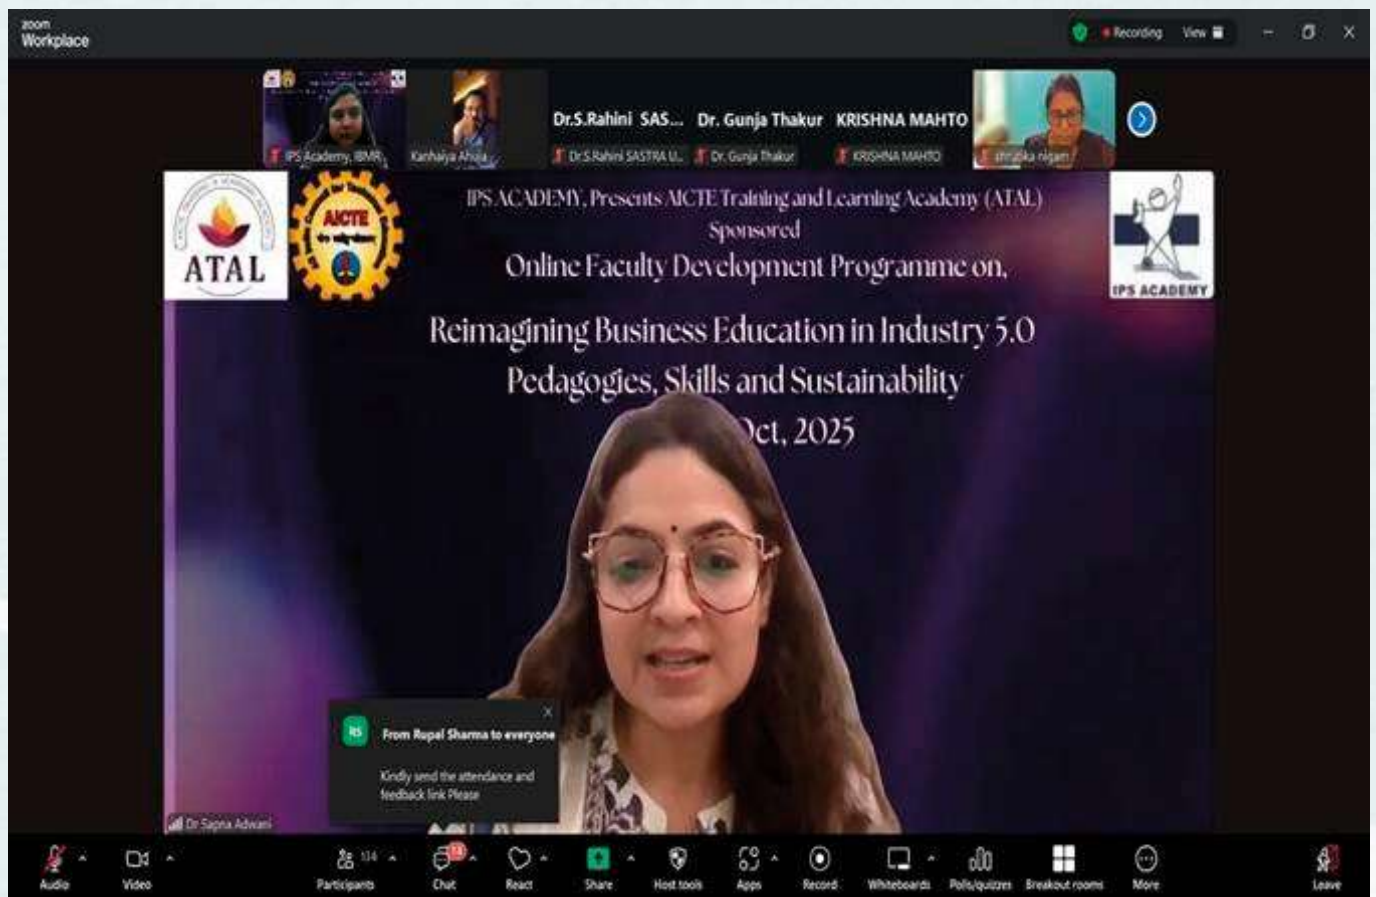 zoom
Workplace
Recording
View
IPS Academy, IBMR
Kanhaiya Ahuja
Dr.S.Rahini SAS...
Dr.S.Rahini SASTRA U..
Dr. Gunja Thakur
Dr. Gunja Thakur
KRISHNA MAHTO
KRISHNA MAHTO
shrutika nigam
ATAL
AICTE
IPS ACADEMY
IPS ACADEMY, Presents AICTE Training and Learning Academy (ATAL)
Sponsored
Online Faculty Development Programme on,
Reimagining Business Education in Industry 5.0
Pedagogies, Skills and Sustainability
Oct, 2025
RS
From Rupal Sharma to everyone
Kindly send the attendance and
feedback link Please
Dr Sapna Adwani
Audio
Video
134
Participants
13
Chat
React
Share
Host tools
Apps
Record
Whiteboards
Polls/quizzes
Breakout rooms
More
Leave